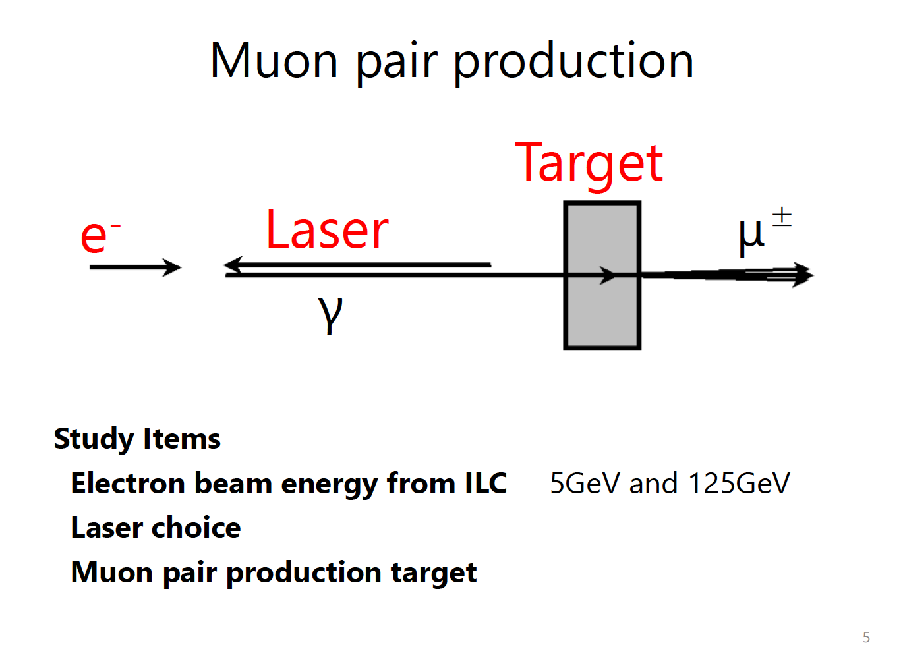 Muon pair production
Target
e-
Laser
μ±
γ
Study Items
Electron beam energy from ILC 5GeV and 125GeV
Laser choice
Muon pair production target
5